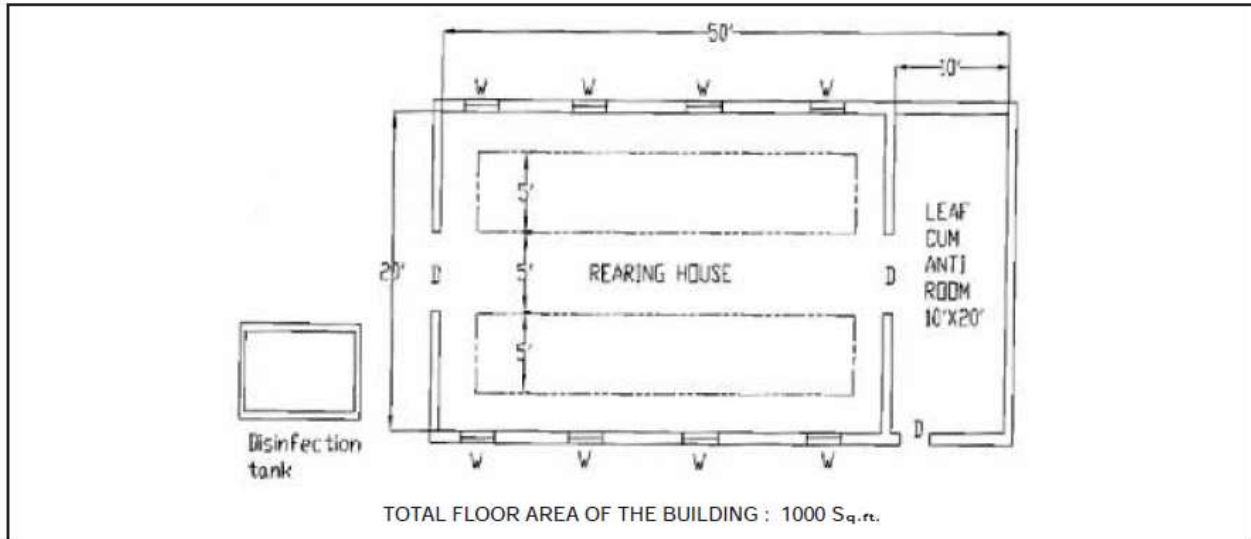 50'
10'
W W W W
5'
LEAF
CUM
ANTI
ROOM
10'X20'
20' D 5' REARING HOUSE D
5'
D
Disinfection
tank
W W W W
TOTAL FLOOR AREA OF THE BUILDING : 1000 Sq.ft.